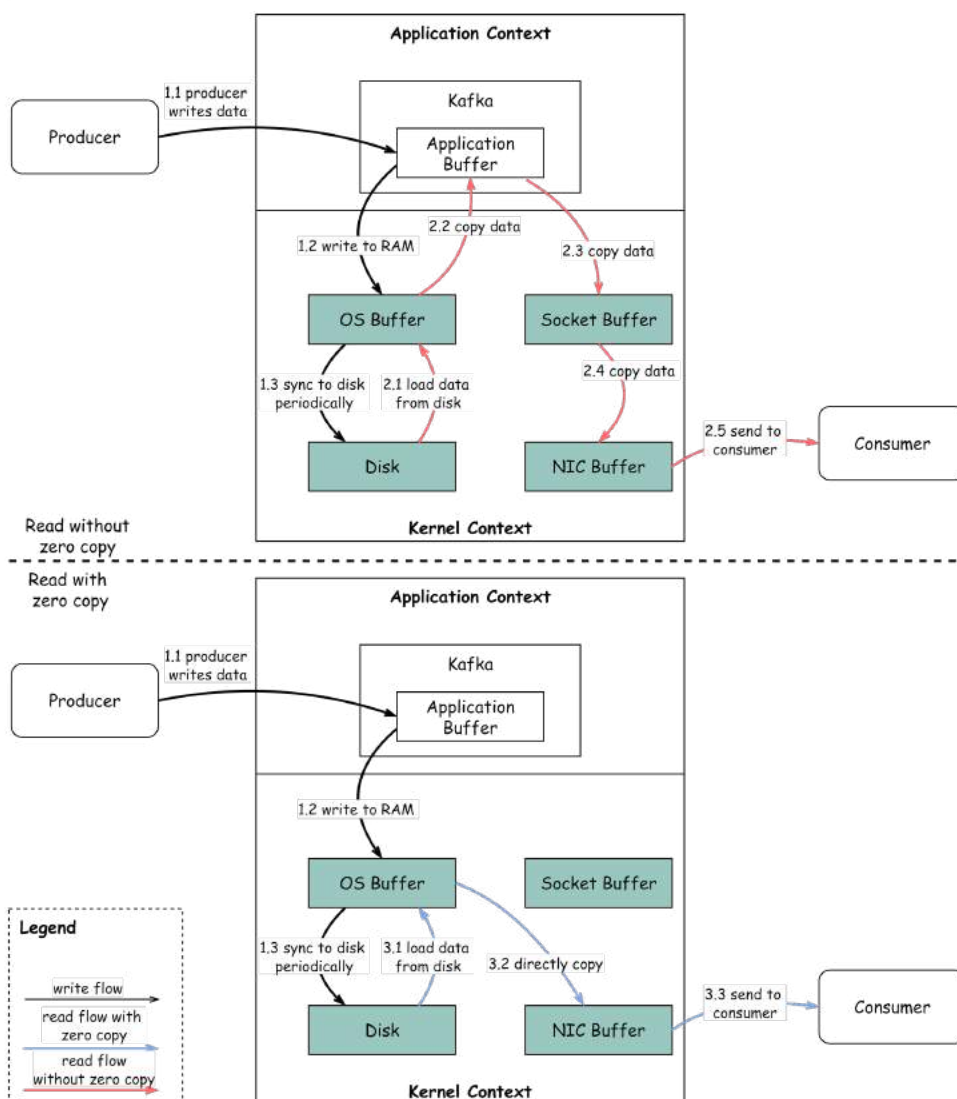 Application Context
Kafka
1.1 producer
writes data
Producer
Application
Buffer
2.2 copy data
1.2 write to RAM
2.3 copy data
OS Buffer
Socket Buffer
1.3 sync to disk
periodically
2.1 load data
from disk
2.4 copy data
2.5 send to
consumer
Consumer
Disk
NIC Buffer
Kernel Context
Read without
zero copy
Read with
zero copy
Application Context
Kafka
1.1 producer
writes data
Producer
Application
Buffer
1.2 write to RAM
OS Buffer
Socket Buffer
1.3 sync to disk
periodically
3.1 load data
from disk
3.2 directly copy
3.3 send to
consumer
Consumer
Disk
NIC Buffer
Kernel Context
Legend
write flow
read flow with
zero copy
read flow
without zero copy